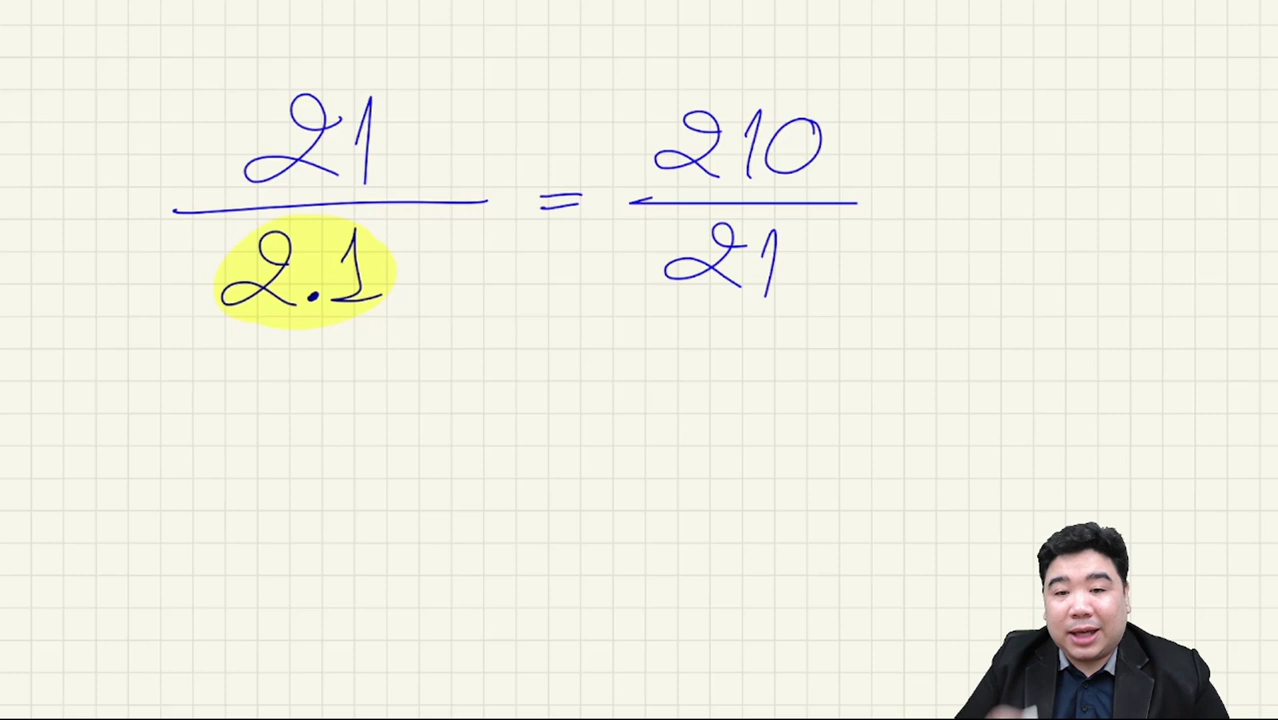 21 / 2.1 = 210 / 21